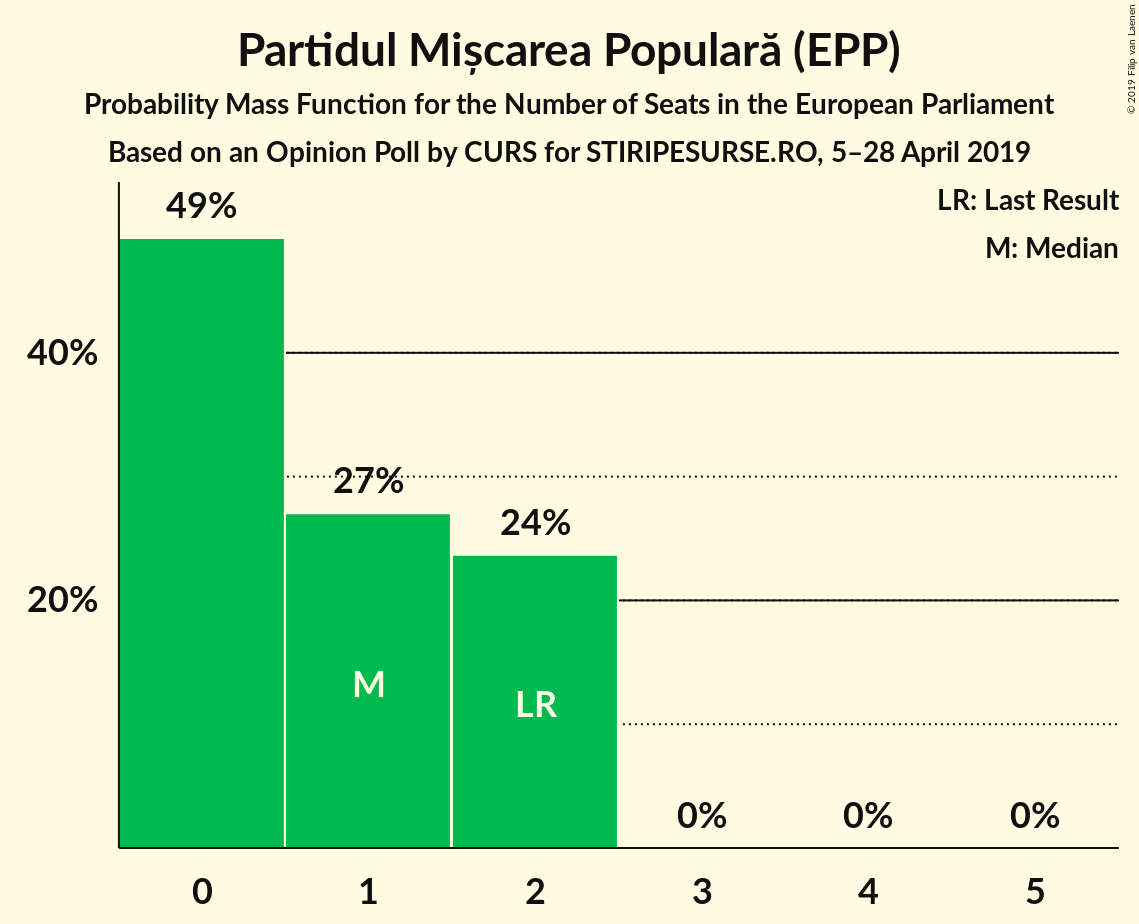 Partidul Mișcarea Populară (EPP)
Probability Mass Function for the Number of Seats in the European Parliament
Based on an Opinion Poll by CURS for STIRIPESURSE.RO, 5–28 April 2019
© 2019 Filip van Laenen
LR: Last Result
M: Median
49%
40%
27%
24%
20%
M
LR
0%
0%
0%
0
1
2
3
4
5